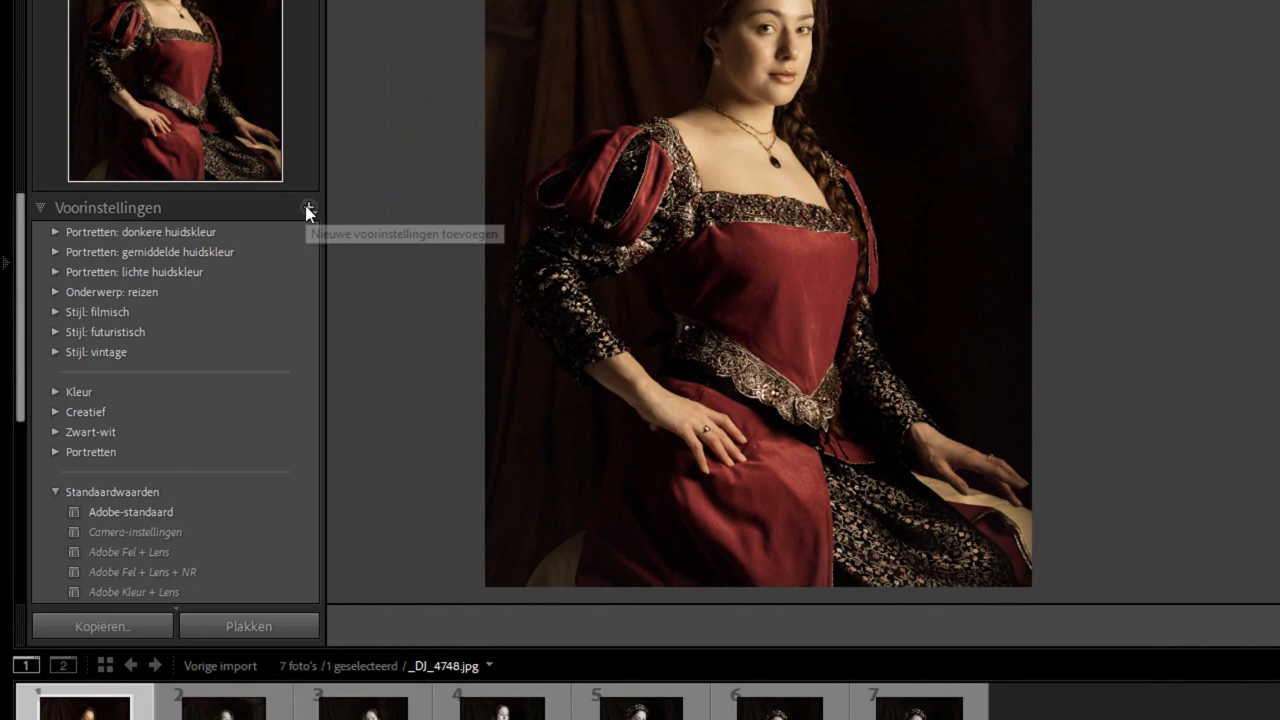 Voorinstellingen
Nieuwe voorinstellingen toevoegen
Portretten: donkere huidskleur
Portretten: gemiddelde huidskleur
Portretten: lichte huidskleur
Onderwerp: reizen
Stijl: filmisch
Stijl: futuristisch
Stijl: vintage
Kleur
Creatief
Zwart-wit
Portretten
Standaardwaarden
Adobe-standaard
Camera-instellingen
Adobe Fel + Lens
Adobe Fel + Lens + NR
Adobe Kleur + Lens
Kopiëren... Plakken
1 2 Vorige import 7 foto's /1 geselecteerd /_DJ_4748.jpg
1 2 3 4 5 6 7